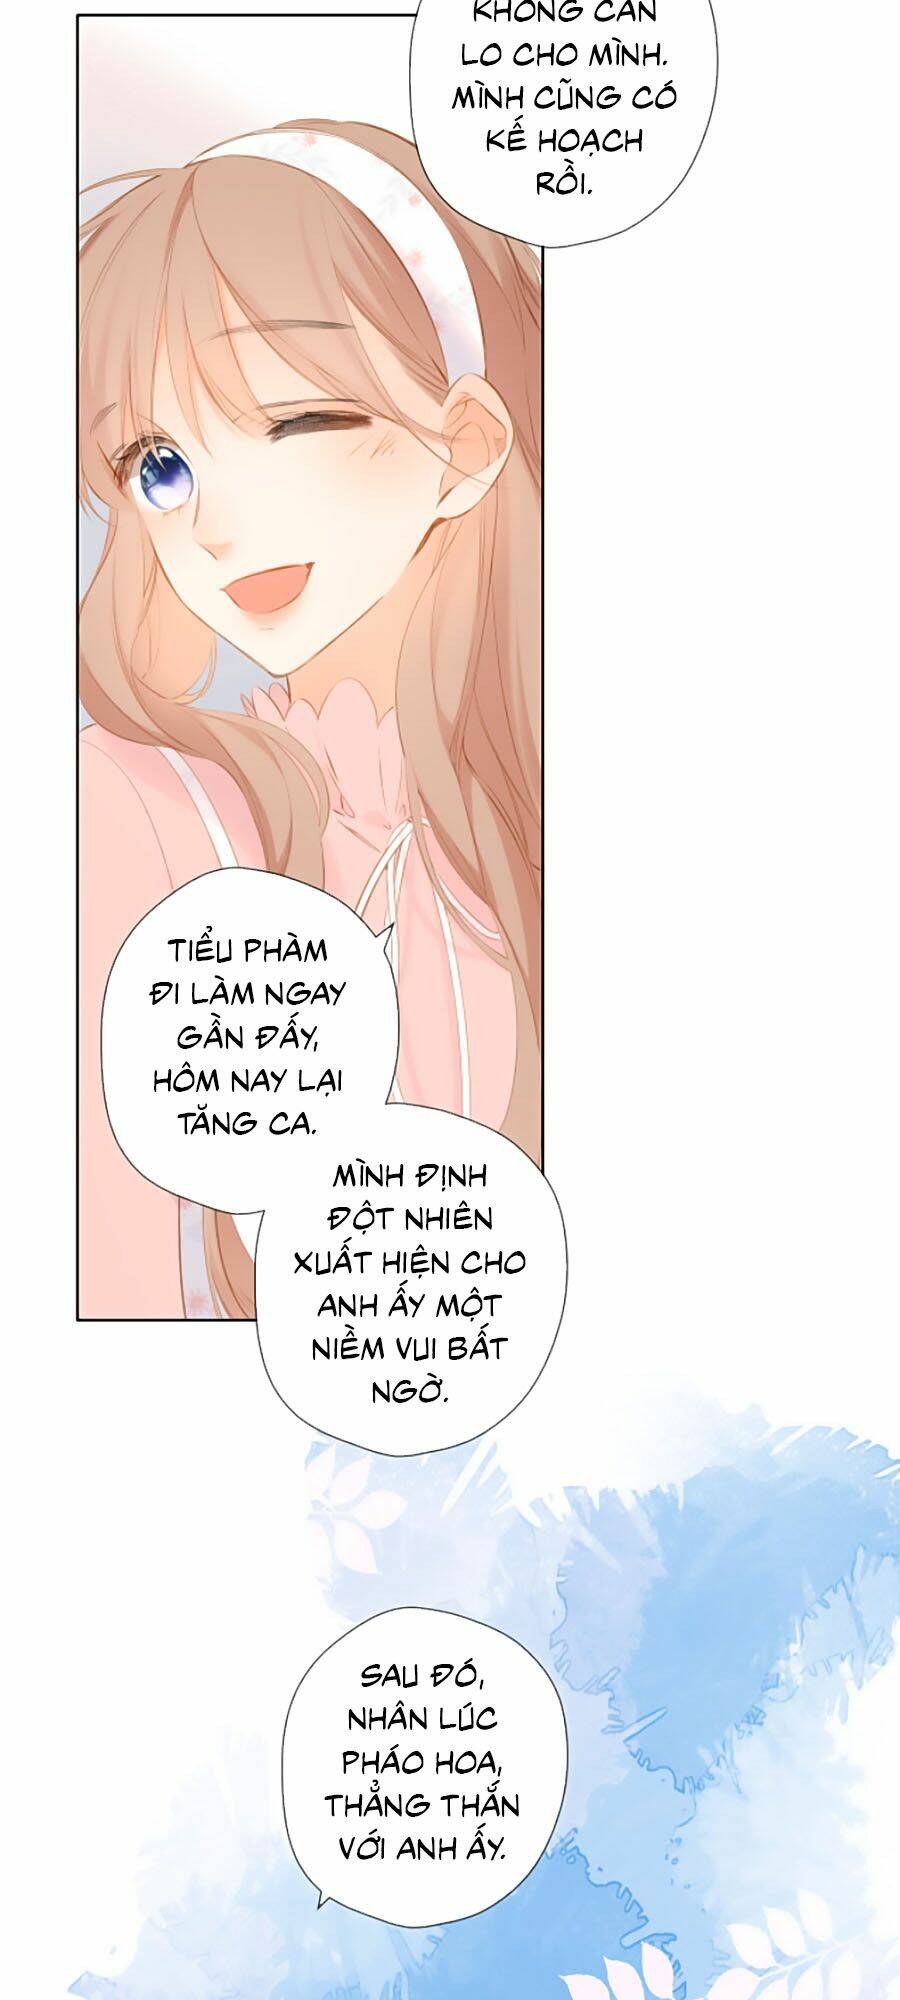 KHÔNG CẦN
LO CHO MÌNH.
MÌNH CŨNG CÓ
KẾ HOẠCH
RỒI.
TIỂU PHÀM
ĐI LÀM NGAY
GẦN ĐẤY,
HÔM NAY LẠI
TĂNG CA.
MÌNH ĐỊNH
ĐỘT NHIÊN
XUẤT HIỆN CHO
ANH ẤY MỘT
NIỀM VUI BẤT
NGỜ.
SAU ĐÓ,
NHÂN LÚC
PHÁO HOA,
THẲNG THẮN
VỚI ANH ẤY.